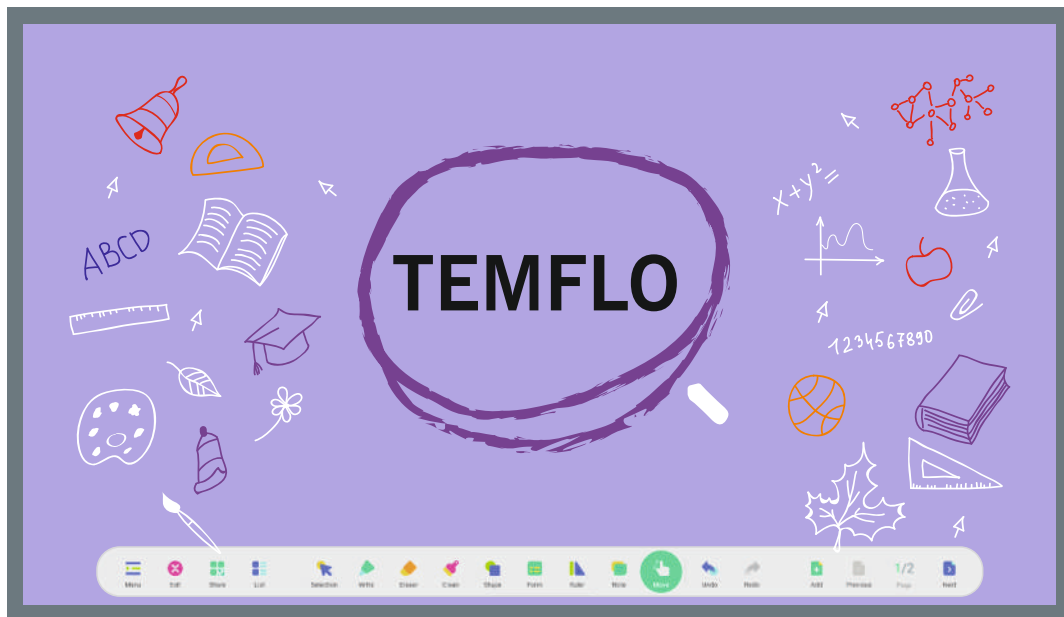 TEMFLO
ABCD
X+y²=
1234567890
Menu Exit Share List Selection Write Eraser Clean Shape Form Ruler Note Move Undo Redo Add Previous 1/2 Page Next